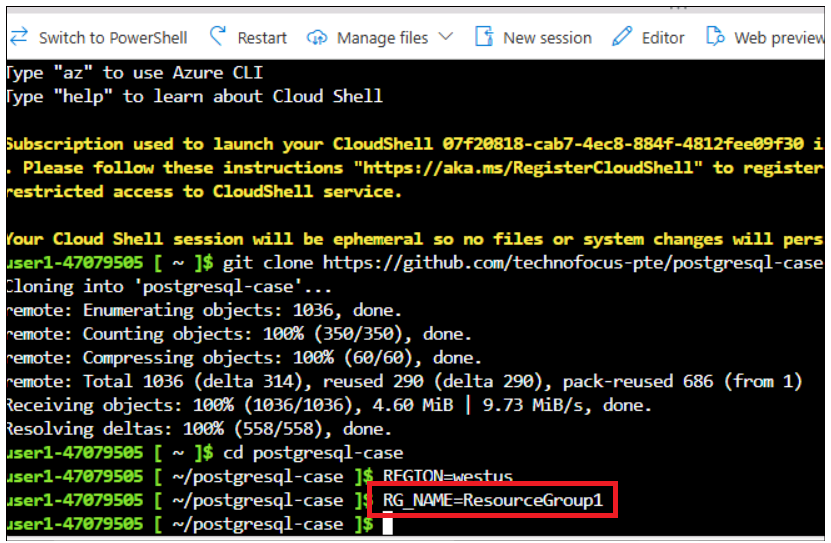 Switch to PowerShell Restart Manage files New session Editor Web preview
Type "az" to use Azure CLI
Type "help" to learn about Cloud Shell
Subscription used to launch your CloudShell 07f20818-cab7-4ec8-884f-4812fee09f30 i
. Please follow these instructions "https://aka.ms/RegisterCloudShell" to register
restricted access to CloudShell service.
Your Cloud Shell session will be ephemeral so no files or system changes will pers
user1-47079505 [ ~ ]$ git clone https://github.com/technofocus-pte/postgresql-case
Cloning into 'postgresql-case'...
remote: Enumerating objects: 1036, done.
remote: Counting objects: 100% (350/350), done.
remote: Compressing objects: 100% (60/60), done.
remote: Total 1036 (delta 314), reused 290 (delta 290), pack-reused 686 (from 1)
Receiving objects: 100% (1036/1036), 4.60 MiB | 9.73 MiB/s, done.
Resolving deltas: 100% (558/558), done.
user1-47079505 [ ~ ]$ cd postgresql-case
user1-47079505 [ ~/postgresql-case ]$ REGION=westus
user1-47079505 [ ~/postgresql-case ]$ RG_NAME=ResourceGroup1
user1-47079505 [ ~/postgresql-case ]$